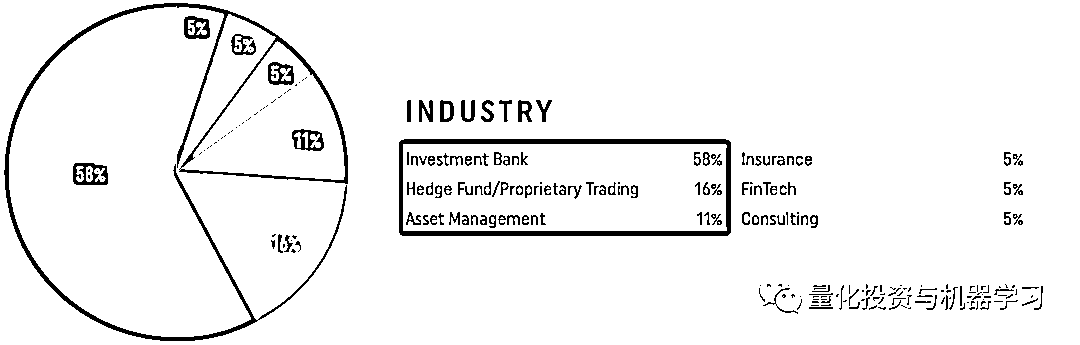 5%
5%
5%
11%
58%
16%
INDUSTRY
Investment Bank 58% Insurance 5%
Hedge Fund/Proprietary Trading 16% FinTech 5%
Asset Management 11% Consulting 5%
量化投资与机器学习